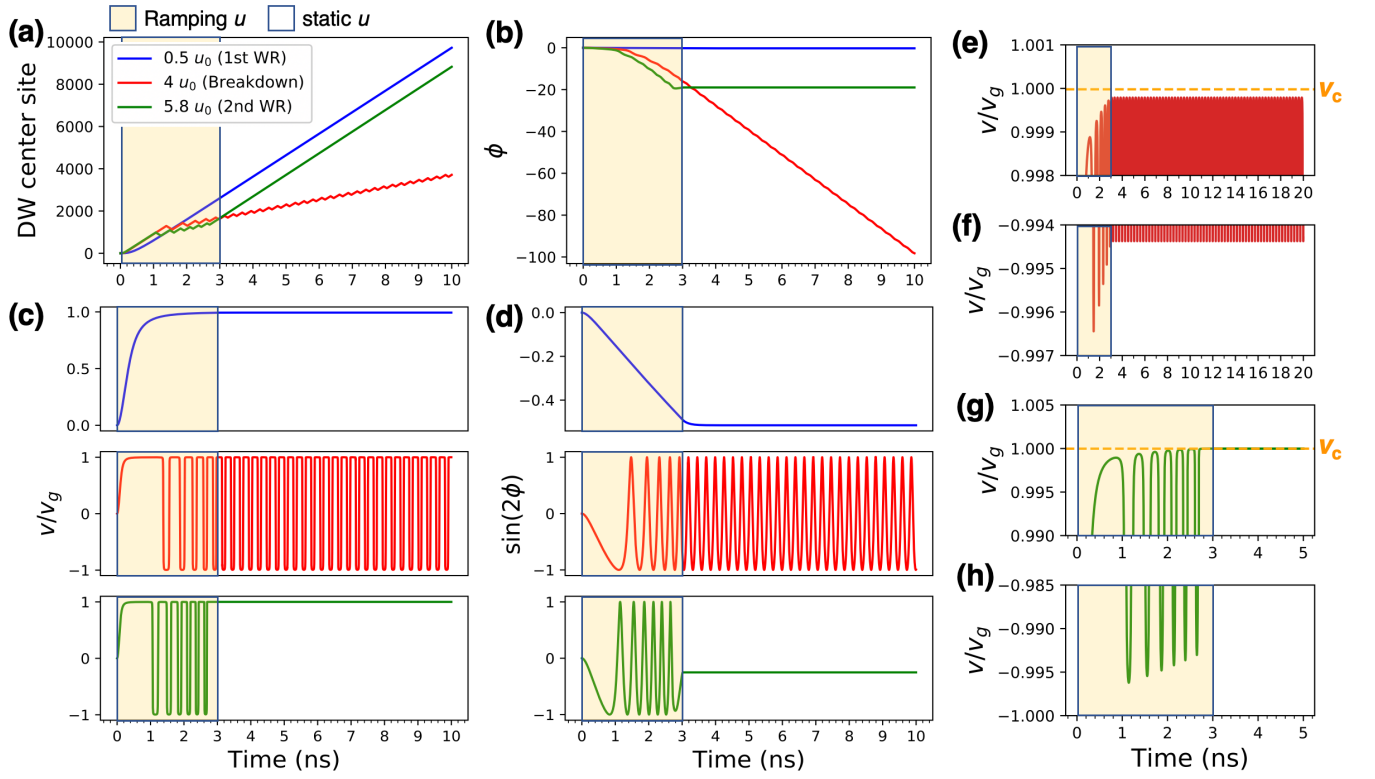 Ramping u
static u
(a)
10000
8000
6000
4000
2000
0
DW center site
0.5 u0 (1st WR)
4 u0 (Breakdown)
5.8 u0 (2nd WR)
0 1 2 3 4 5 6 7 8 9 10
(b)
0
−20
−40
−60
−80
−100
ϕ
0 1 2 3 4 5 6 7 8 9 10
(c)
1.0
0.5
0.0
1
0
−1
v/vg
1
0
−1
0 1 2 3 4 5 6 7 8 9 10
Time (ns)
(d)
0.0
−0.2
−0.4
1
0
−1
sin(2ϕ)
1
0
−1
0 1 2 3 4 5 6 7 8 9 10
Time (ns)
(e)
1.001
1.000
0.999
0.998
v/vg
vc
0 2 4 6 8 10 12 14 16 18 20
(f)
−0.994
−0.995
−0.996
−0.997
v/vg
0 2 4 6 8 10 12 14 16 18 20
(g)
1.005
1.000
0.995
0.990
v/vg
vc
0 1 2 3 4 5
(h)
−0.985
−0.990
−0.995
−1.000
v/vg
0 1 2 3 4 5
Time (ns)